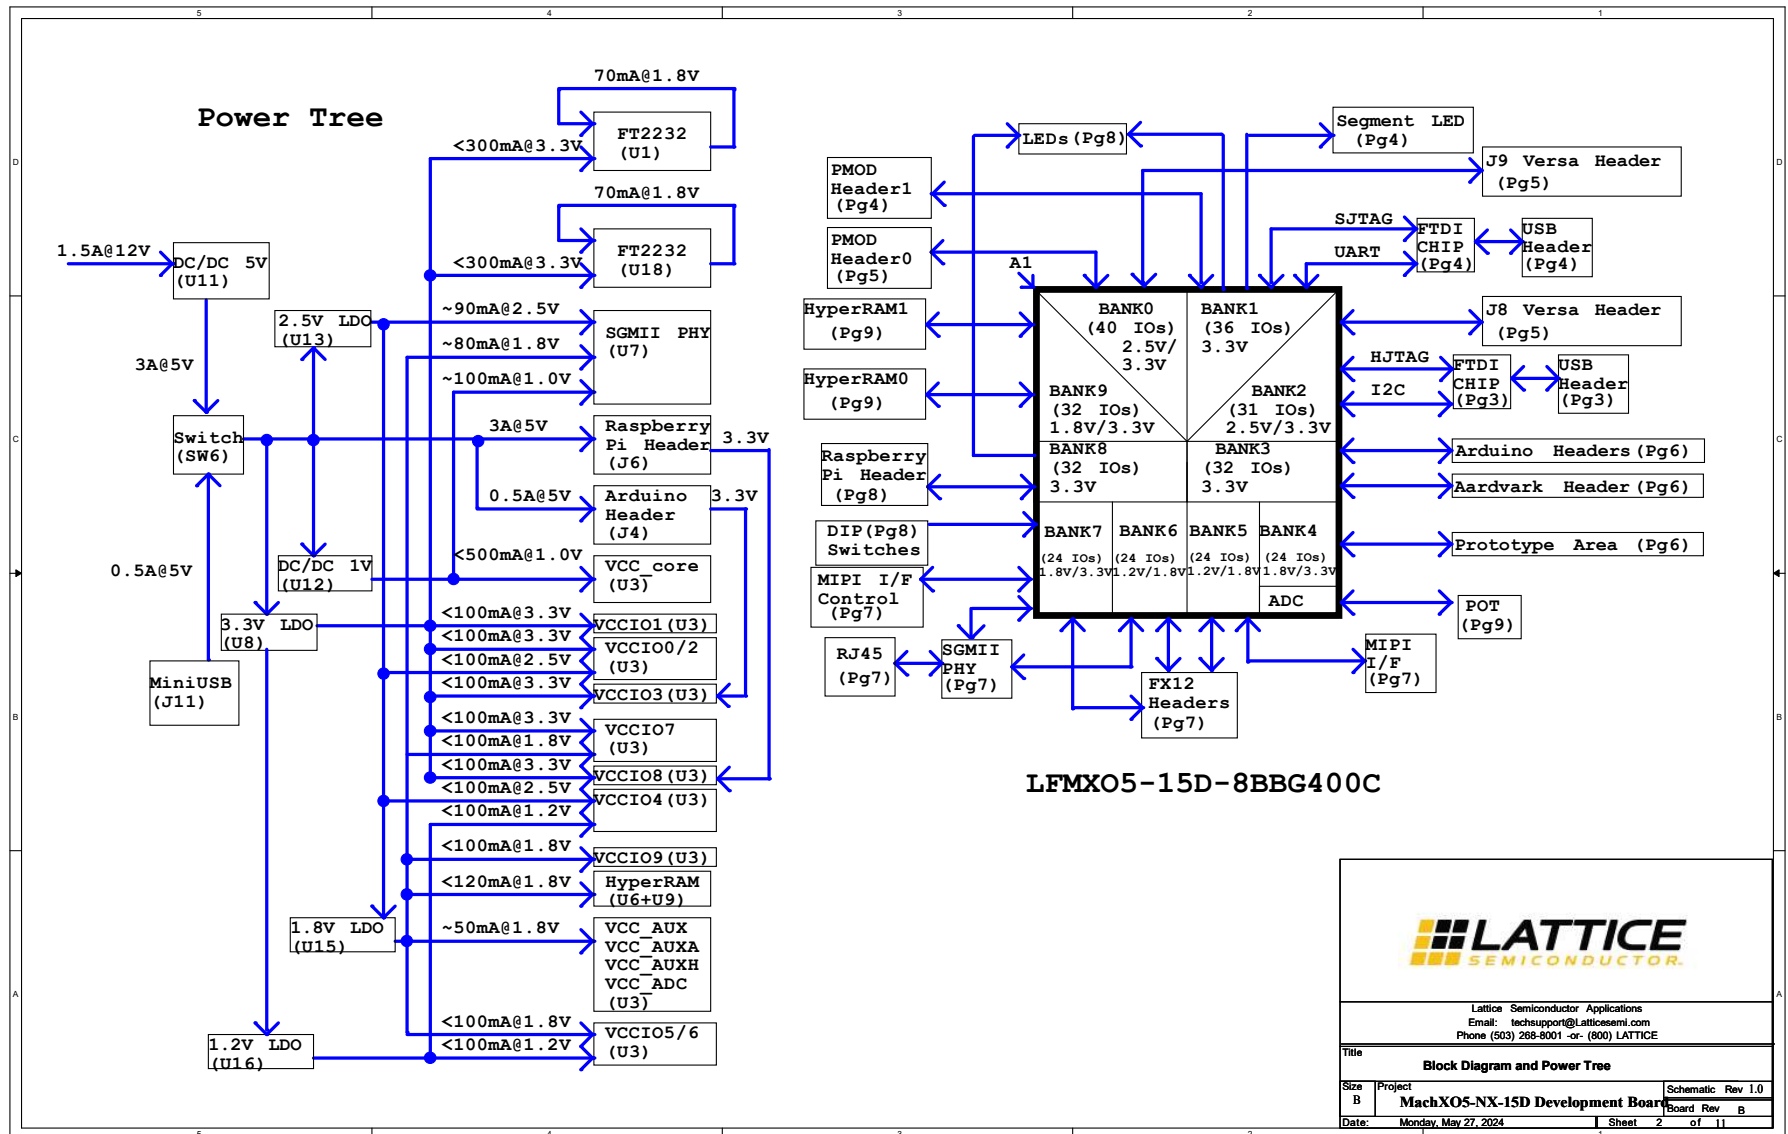 5
4
3
2
1
D
C
B
A
Power Tree
1.5A@12V
DC/DC 5V
(U11)
3A@5V
Switch
(SW6)
0.5A@5V
MiniUSB
(J11)
2.5V LDO
(U13)
DC/DC 1V
(U12)
3.3V LDO
(U8)
1.8V LDO
(U15)
1.2V LDO
(U16)
70mA@1.8V
<300mA@3.3V
FT2232
(U1)
70mA@1.8V
<300mA@3.3V
FT2232
(U18)
~90mA@2.5V
~80mA@1.8V
~100mA@1.0V
SGMII PHY
(U7)
3A@5V
Raspberry
Pi Header
(J6)
3.3V
0.5A@5V
Arduino
Header
(J4)
3.3V
<500mA@1.0V
VCC_core
(U3)
<100mA@3.3V
VCCIO1(U3)
<100mA@3.3V
<100mA@2.5V
VCCIO0/2
(U3)
<100mA@3.3V
VCCIO3(U3)
<100mA@3.3V
<100mA@1.8V
VCCIO7
(U3)
<100mA@3.3V
VCCIO8(U3)
<100mA@2.5V
<100mA@1.2V
VCCIO4(U3)
<100mA@1.8V
VCCIO9(U3)
<120mA@1.8V
HyperRAM
(U6+U9)
~50mA@1.8V
VCC_AUX
VCC_AUXA
VCC_AUXH
VCC_ADC
(U3)
<100mA@1.8V
<100mA@1.2V
VCCIO5/6
(U3)
LEDs(Pg8)
Segment LED
(Pg4)
PMOD
Header1
(Pg4)
J9 Versa Header
(Pg5)
PMOD
Header0
(Pg5)
SJTAG
UART
FTDI
CHIP
(Pg4)
USB
Header
(Pg4)
A1
HyperRAM1
(Pg9)
J8 Versa Header
(Pg5)
HyperRAM0
(Pg9)
HJTAG
I2C
FTDI
CHIP
(Pg3)
USB
Header
(Pg3)
Raspberry
Pi Header
(Pg8)
Arduino Headers(Pg6)
Aardvark Header(Pg6)
DIP(Pg8)
Switches
Prototype Area (Pg6)
MIPI I/F
Control
(Pg7)
POT
(Pg9)
RJ45
(Pg7)
SGMII
PHY
(Pg7)
FX12
Headers
(Pg7)
MIPI
I/F
(Pg7)
BANK0
(40 IOs)
2.5V/
3.3V
BANK1
(36 IOs)
3.3V
BANK9
(32 IOs)
1.8V/3.3V
BANK2
(31 IOs)
2.5V/3.3V
BANK8
(32 IOs)
3.3V
BANK3
(32 IOs)
3.3V
BANK7
(24 IOs)
1.8V/3.3V
BANK6
(24 IOs)
1.2V/1.8V
BANK5
(24 IOs)
1.2V/1.8V
BANK4
(24 IOs)
1.8V/3.3V
ADC
LFMXO5-15D-8BBG400C
LATTICE
SEMICONDUCTOR.
Lattice Semiconductor Applications
Email: techsupport@Latticesemi.com
Phone (503) 268-8001 -or- (800) LATTICE
Title
Block Diagram and Power Tree
Size
B
Project
MachXO5-NX-15D Development Board
Schematic Rev 1.0
Board Rev B
Date: Monday, May 27, 2024
Sheet 2 of 11
D
C
B
A
5
4
3
2
1